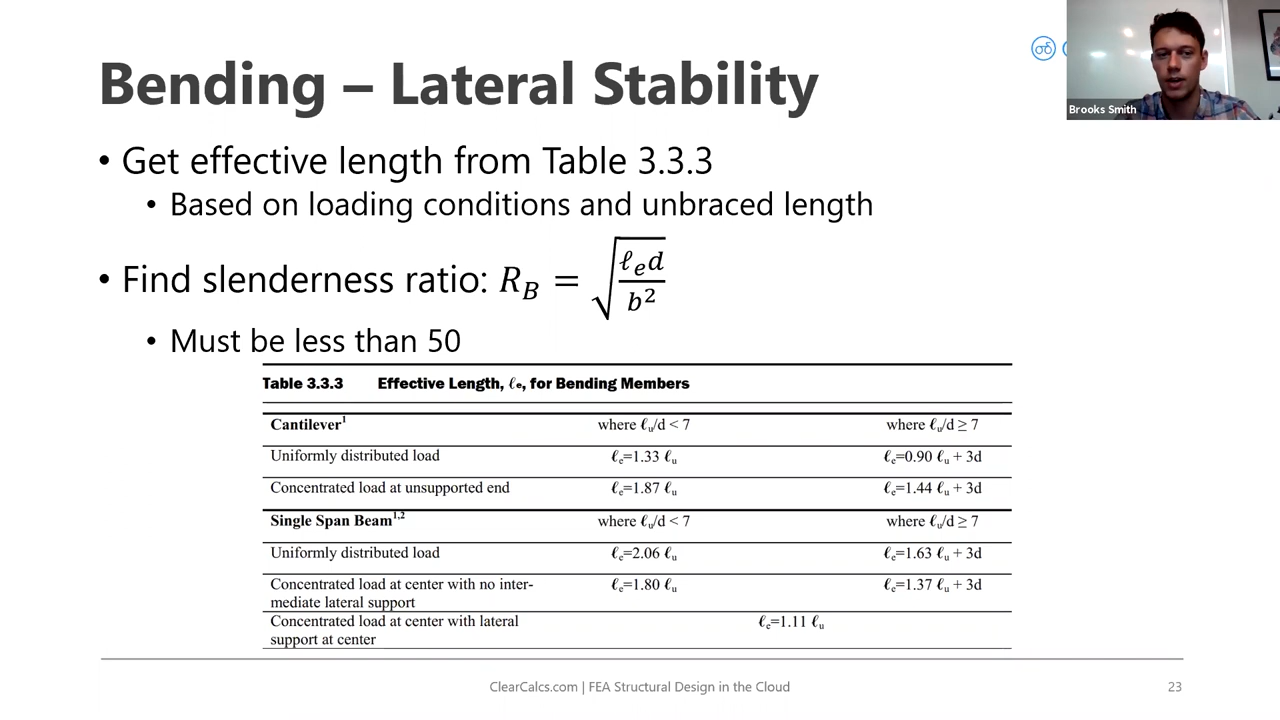 Bending – Lateral Stability
Brooks Smith
• Get effective length from Table 3.3.3
• Based on loading conditions and unbraced length
• Find slenderness ratio: R_B = √(ℓ_e d / b²)
• Must be less than 50
Table 3.3.3 Effective Length, ℓₑ, for Bending Members
Cantilever¹ where ℓᵤ/d < 7 where ℓᵤ/d ≥ 7
Uniformly distributed load ℓₑ=1.33 ℓᵤ ℓₑ=0.90 ℓᵤ + 3d
Concentrated load at unsupported end ℓₑ=1.87 ℓᵤ ℓₑ=1.44 ℓᵤ + 3d
Single Span Beam¹,² where ℓᵤ/d < 7 where ℓᵤ/d ≥ 7
Uniformly distributed load ℓₑ=2.06 ℓᵤ ℓₑ=1.63 ℓᵤ + 3d
Concentrated load at center with no inter- ℓₑ=1.80 ℓᵤ ℓₑ=1.37 ℓᵤ + 3d
mediate lateral support
Concentrated load at center with lateral ℓₑ=1.11 ℓᵤ
support at center
ClearCalcs.com | FEA Structural Design in the Cloud
23